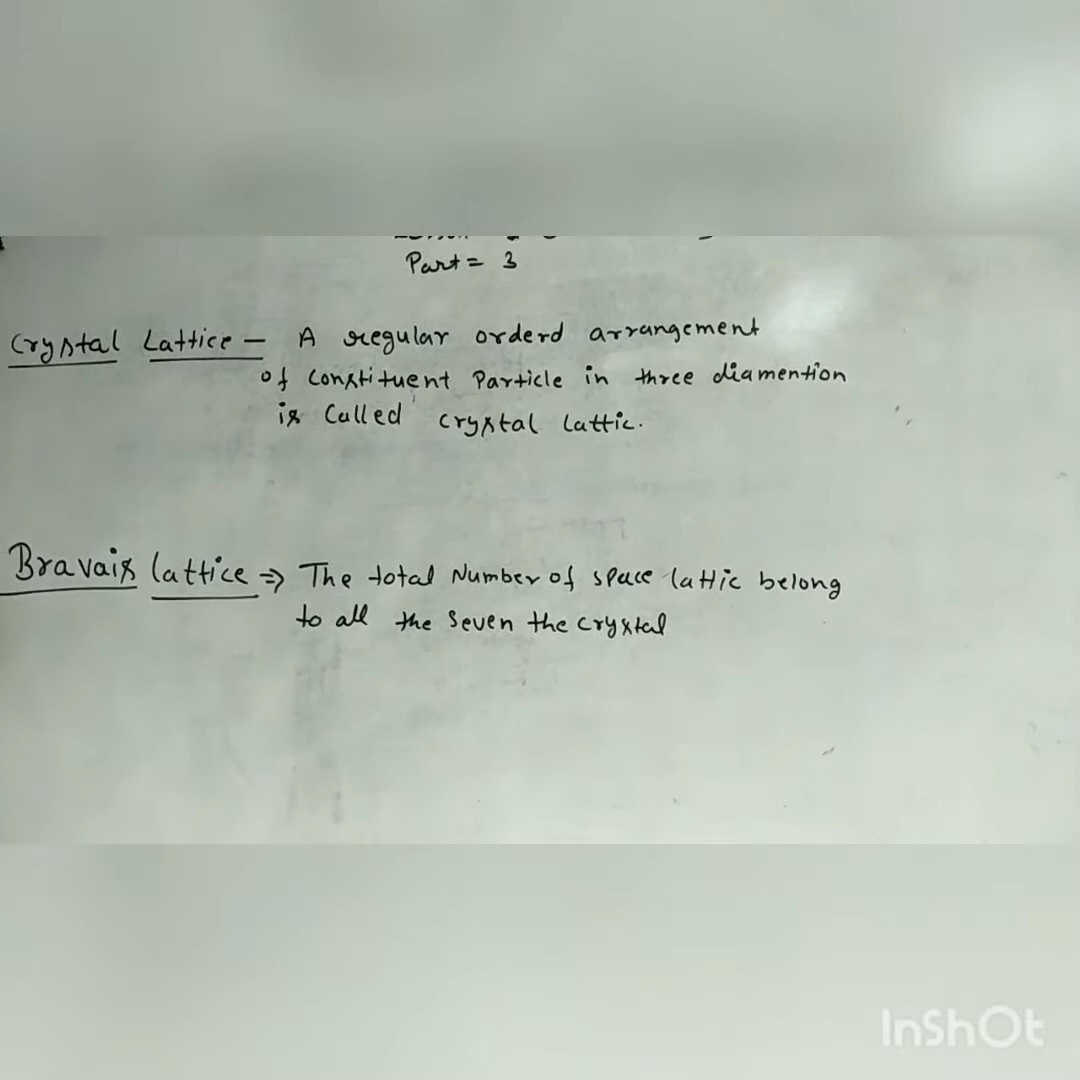 Part = 3
Crystal Lattice — A regular orderd arrangement
of Constituent Particle in three diamention
is Called crystal Lattic.
Bravais lattice ⇒ The total Number of space lattic belong
to all the seven the crystal
InShOt